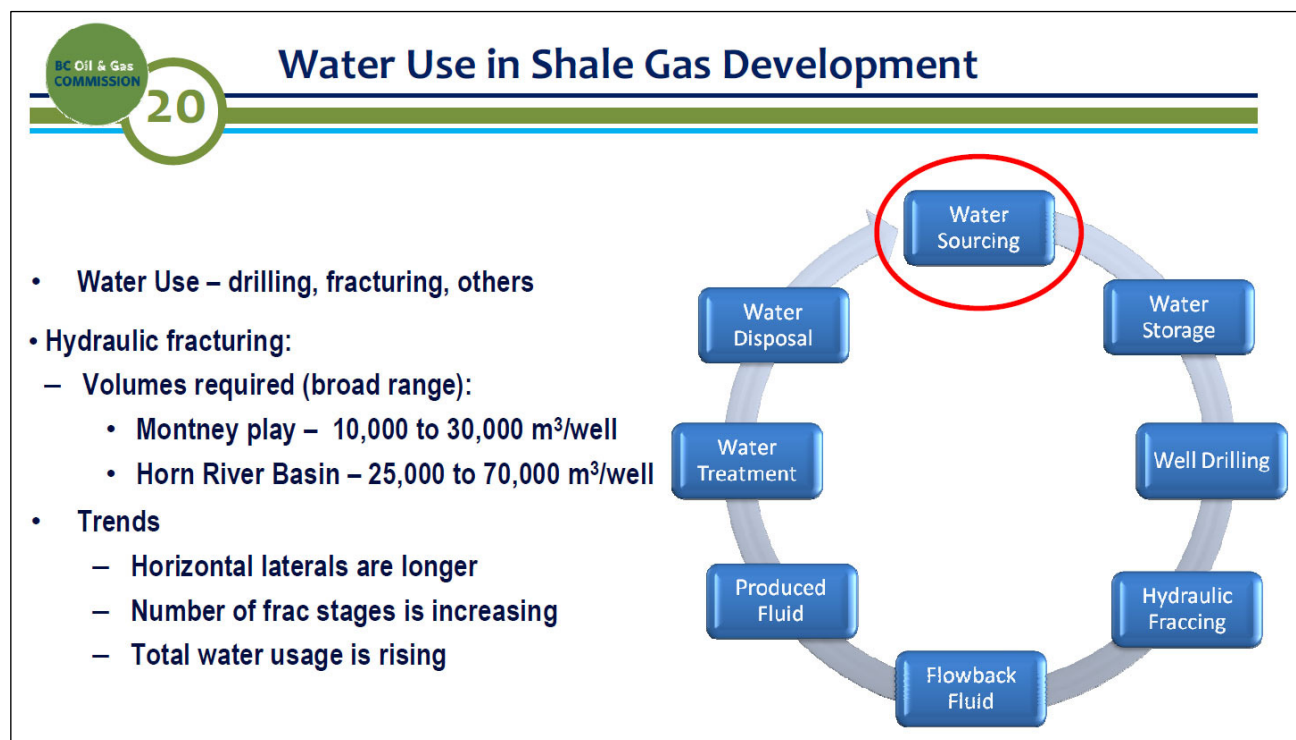 BC Oil & Gas
COMMISSION
20
Water Use in Shale Gas Development
• Water Use – drilling, fracturing, others
• Hydraulic fracturing:
– Volumes required (broad range):
• Montney play – 10,000 to 30,000 m³/well
• Horn River Basin – 25,000 to 70,000 m³/well
• Trends
– Horizontal laterals are longer
– Number of frac stages is increasing
– Total water usage is rising
Water
Sourcing
Water
Storage
Well Drilling
Hydraulic
Fraccing
Flowback
Fluid
Produced
Fluid
Water
Treatment
Water
Disposal